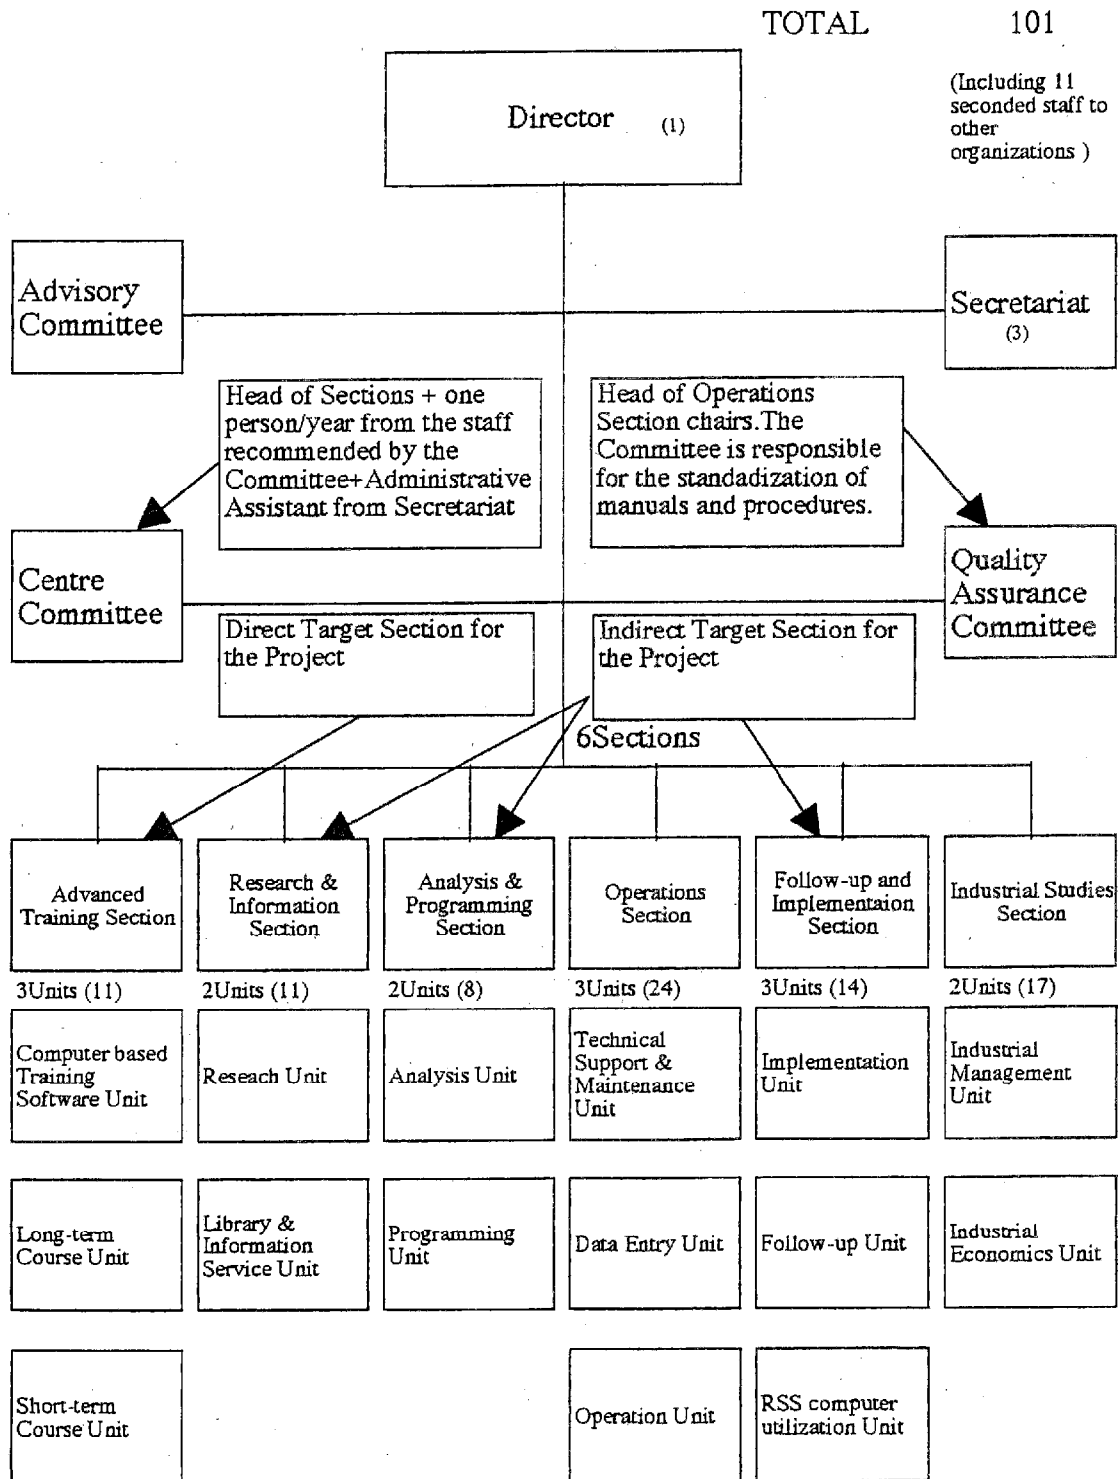 TOTAL 101
(Including 11
seconded staff to
other
organizations )
Director (1)
Advisory
Committee
Secretariat
(3)
Head of Sections + one
person/year from the staff
recommended by the
Committee+Administrative
Assistant from Secretariat
Head of Operations
Section chairs.The
Committee is responsible
for the standadization of
manuals and procedures.
Centre
Committee
Quality
Assurance
Committee
Direct Target Section for
the Project
Indirect Target Section for
the Project
6Sections
Advanced
Training Section
Research &
Information
Section
Analysis &
Programming
Section
Operations
Section
Follow-up and
Implementaion
Section
Industrial Studies
Section
3Units (11)
2Units (11)
2Units (8)
3Units (24)
3Units (14)
2Units (17)
Computer based
Training
Software Unit
Reseach Unit
Analysis Unit
Technical
Support &
Maintenance
Unit
Implementation
Unit
Industrial
Management
Unit
Long-term
Course Unit
Library &
Information
Service Unit
Programming
Unit
Data Entry Unit
Follow-up Unit
Industrial
Economics Unit
Short-term
Course Unit
Operation Unit
RSS computer
utilization Unit